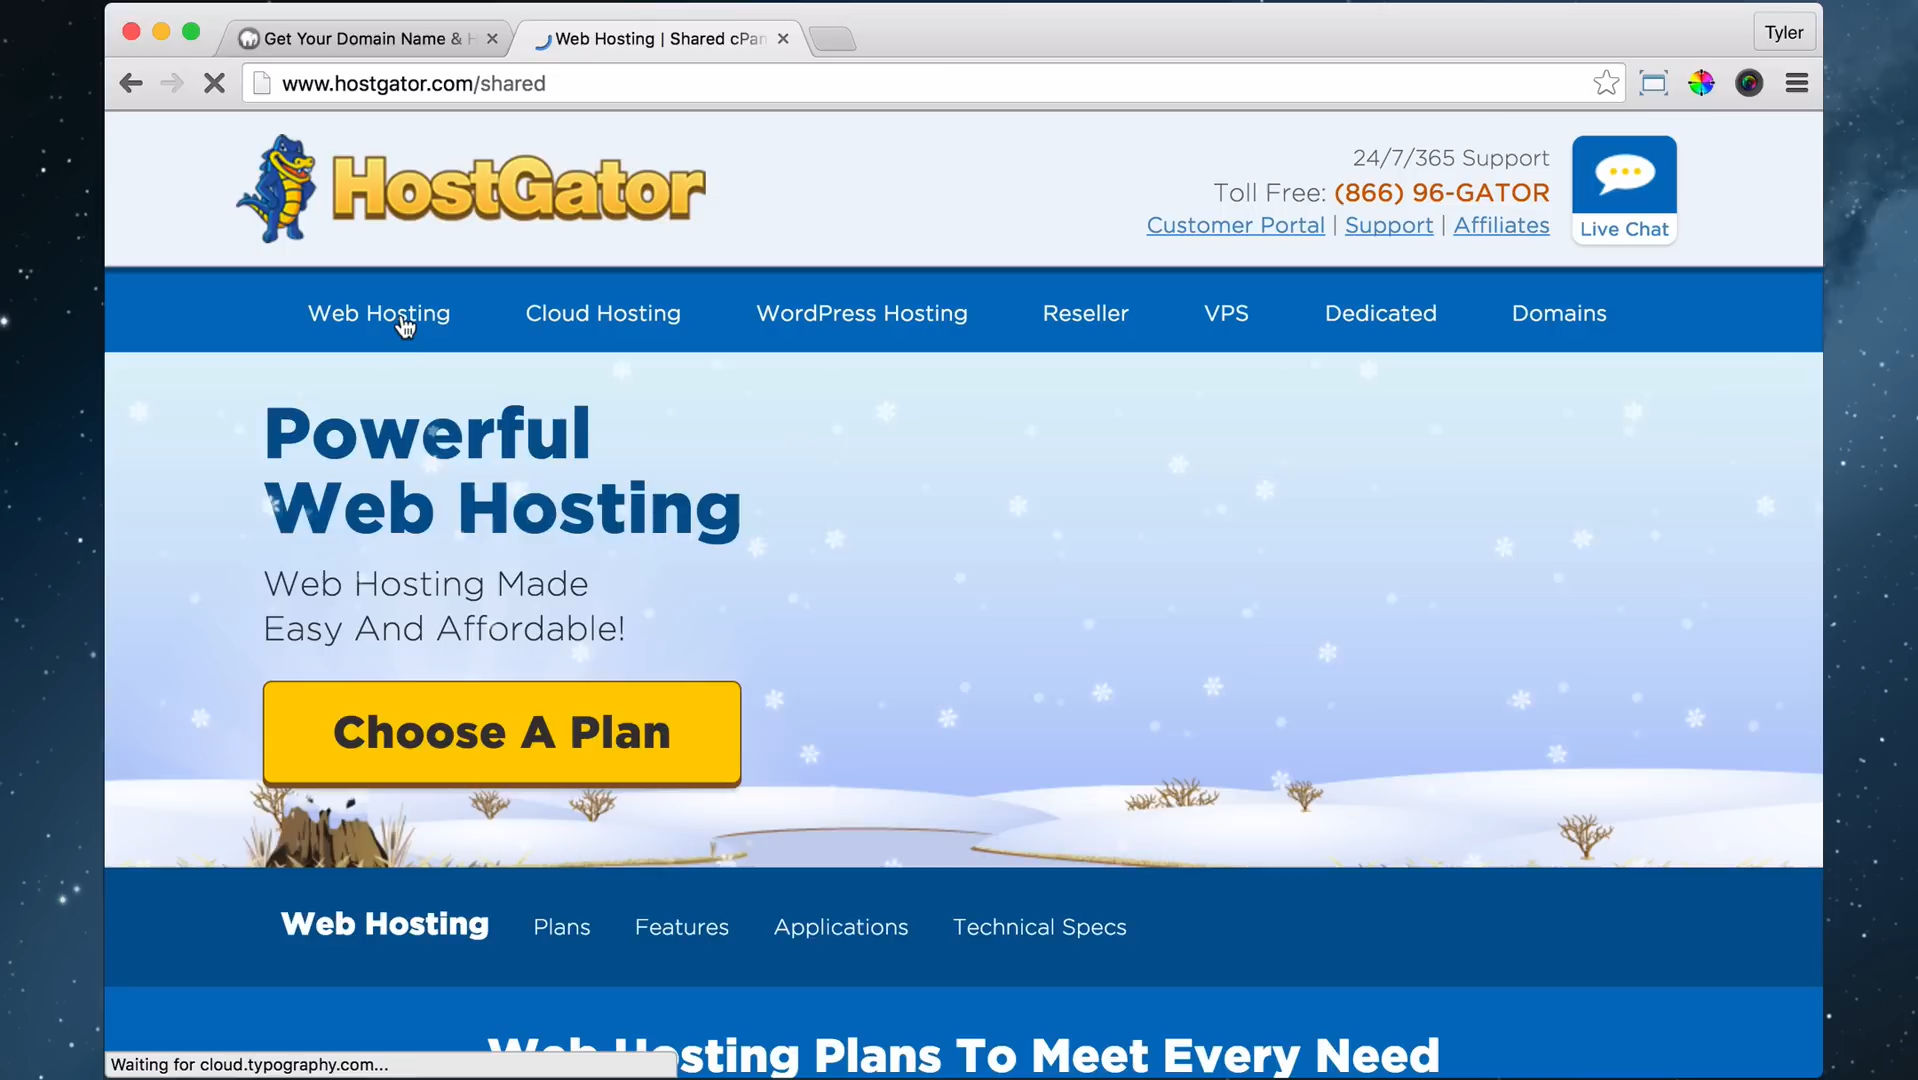 Get Your Domain Name & H
Web Hosting | Shared cPan
Tyler
www.hostgator.com/shared
HostGator
24/7/365 Support
Toll Free: (866) 96-GATOR
Customer Portal | Support | Affiliates
Live Chat
Web Hosting Cloud Hosting WordPress Hosting Reseller VPS Dedicated Domains
Powerful
Web Hosting
Web Hosting Made
Easy And Affordable!
Choose A Plan
Web Hosting Plans Features Applications Technical Specs
Web Hosting Plans To Meet Every Need
Waiting for cloud.typography.com...